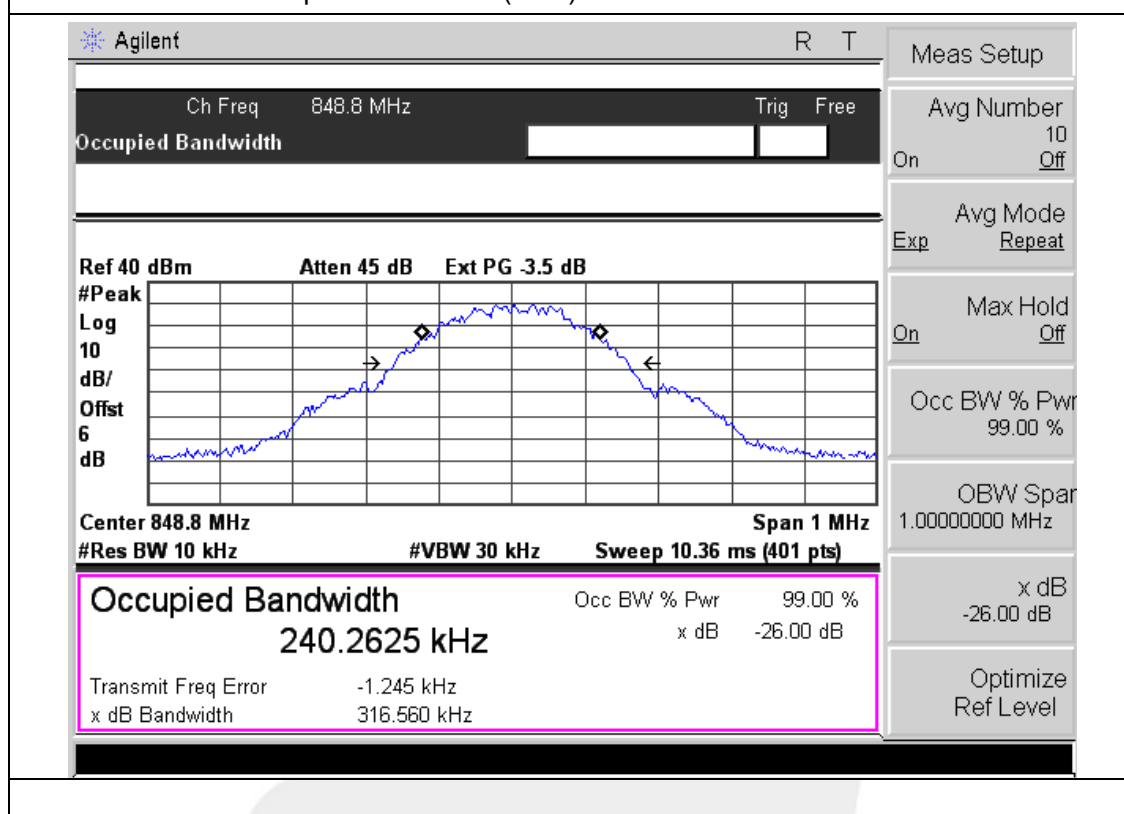 Agilent R T
Ch Freq 848.8 MHz Trig Free
Occupied Bandwidth
Ref 40 dBm Atten 45 dB Ext PG -3.5 dB
#Peak
Log
10
dB/
Offst
6
dB
Center 848.8 MHz Span 1 MHz
#Res BW 10 kHz #VBW 30 kHz Sweep 10.36 ms (401 pts)
Occupied Bandwidth Occ BW % Pwr 99.00 %
240.2625 kHz x dB -26.00 dB
Transmit Freq Error -1.245 kHz
x dB Bandwidth 316.560 kHz
Meas Setup
Avg Number
10
On Off
Avg Mode
Exp Repeat
Max Hold
On Off
Occ BW % Pwr
99.00 %
OBW Span
1.00000000 MHz
x dB
-26.00 dB
Optimize
Ref Level